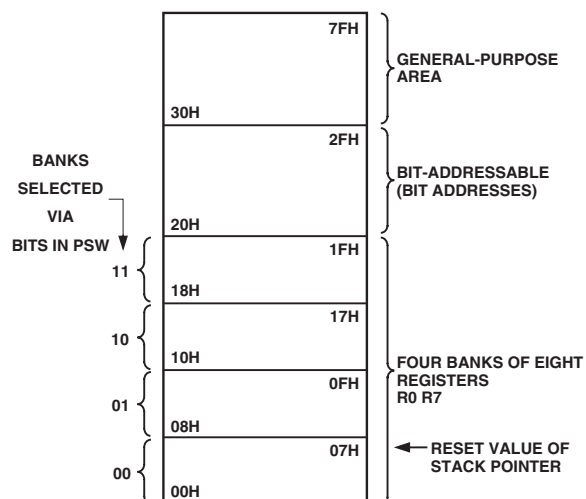 7FH
GENERAL-PURPOSE
AREA
30H
2FH
BANKS
SELECTED
VIA
BITS IN PSW
BIT-ADDRESSABLE
(BIT ADDRESSES)
20H
1FH
11
18H
17H
10
10H
FOUR BANKS OF EIGHT
REGISTERS
R0 R7
0FH
01
08H
07H
RESET VALUE OF
STACK POINTER
00
00H